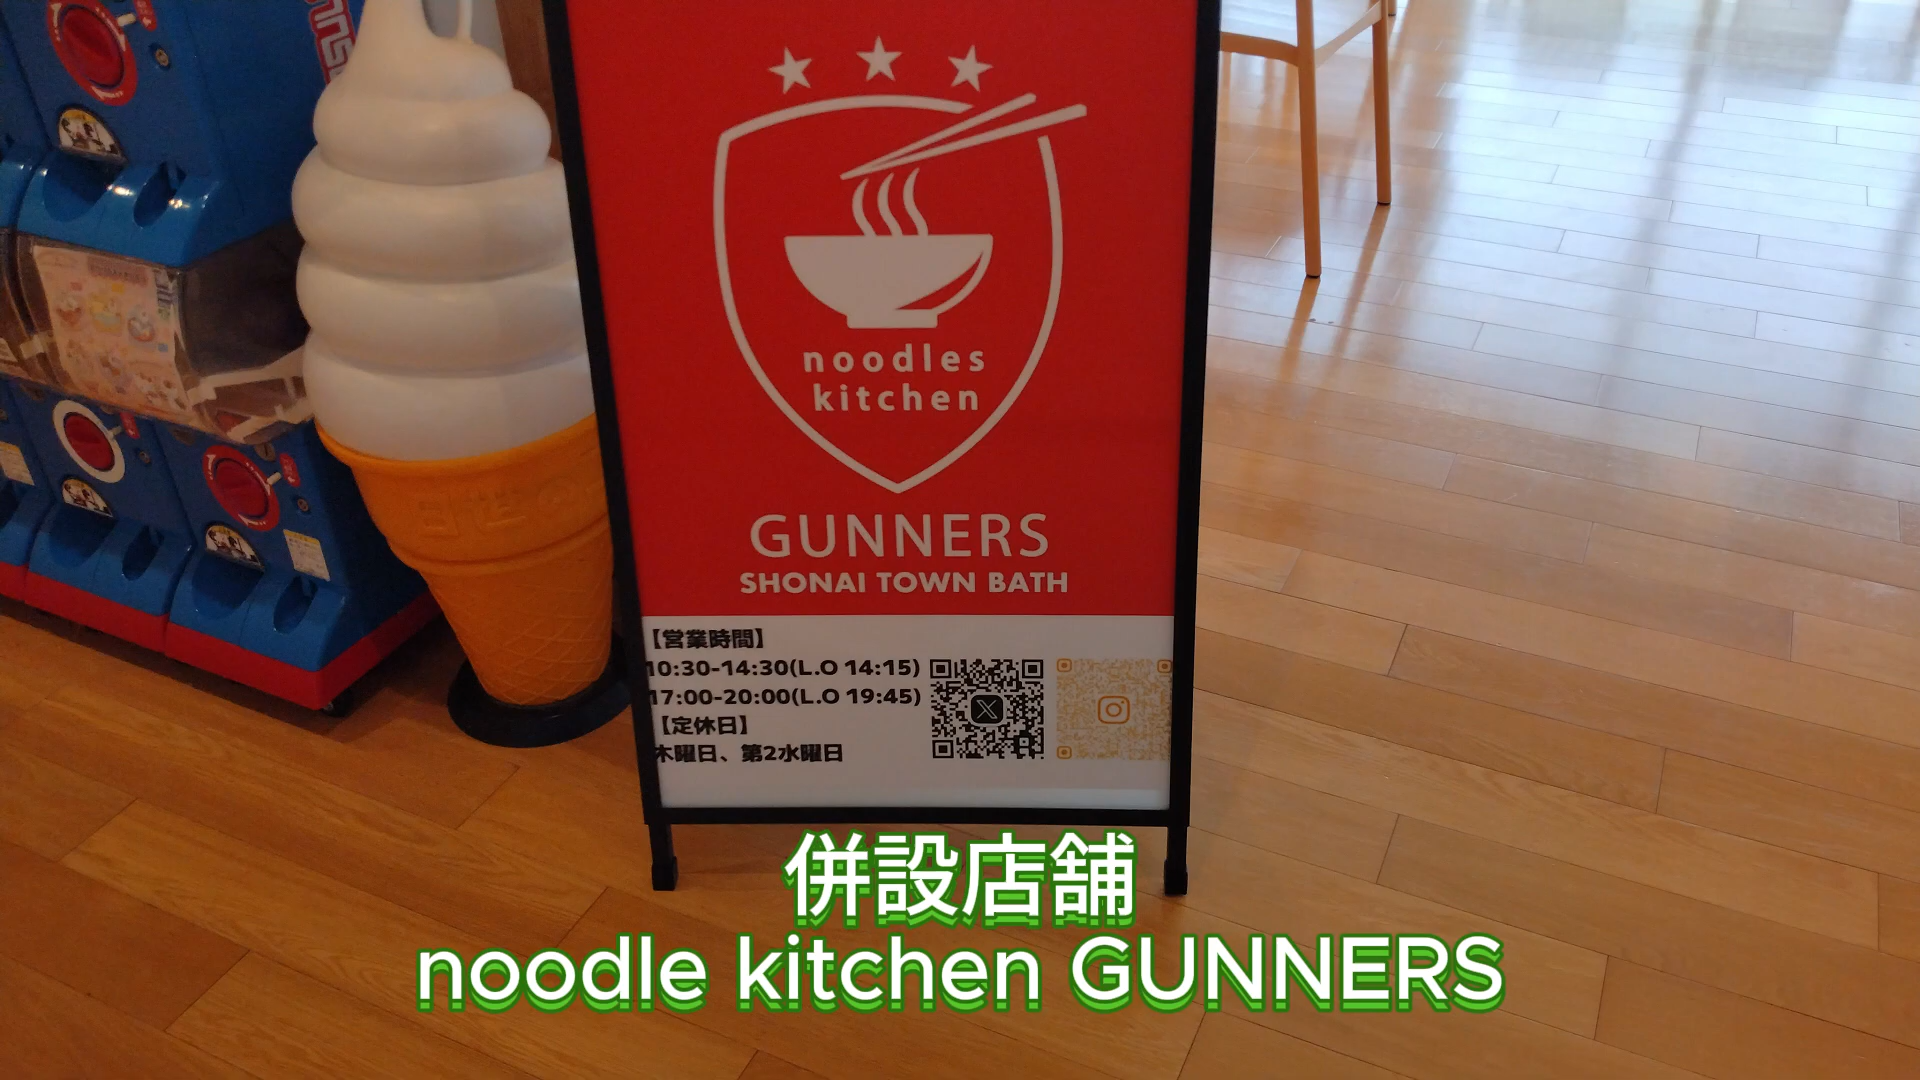 noodles
kitchen
GUNNERS
SHONAI TOWN BATH
【営業時間】
10:30-14:30(L.O 14:15)
17:00-20:00(L.O 19:45)
【定休日】
木曜日、第2水曜日
併設店舗
noodle kitchen GUNNERS